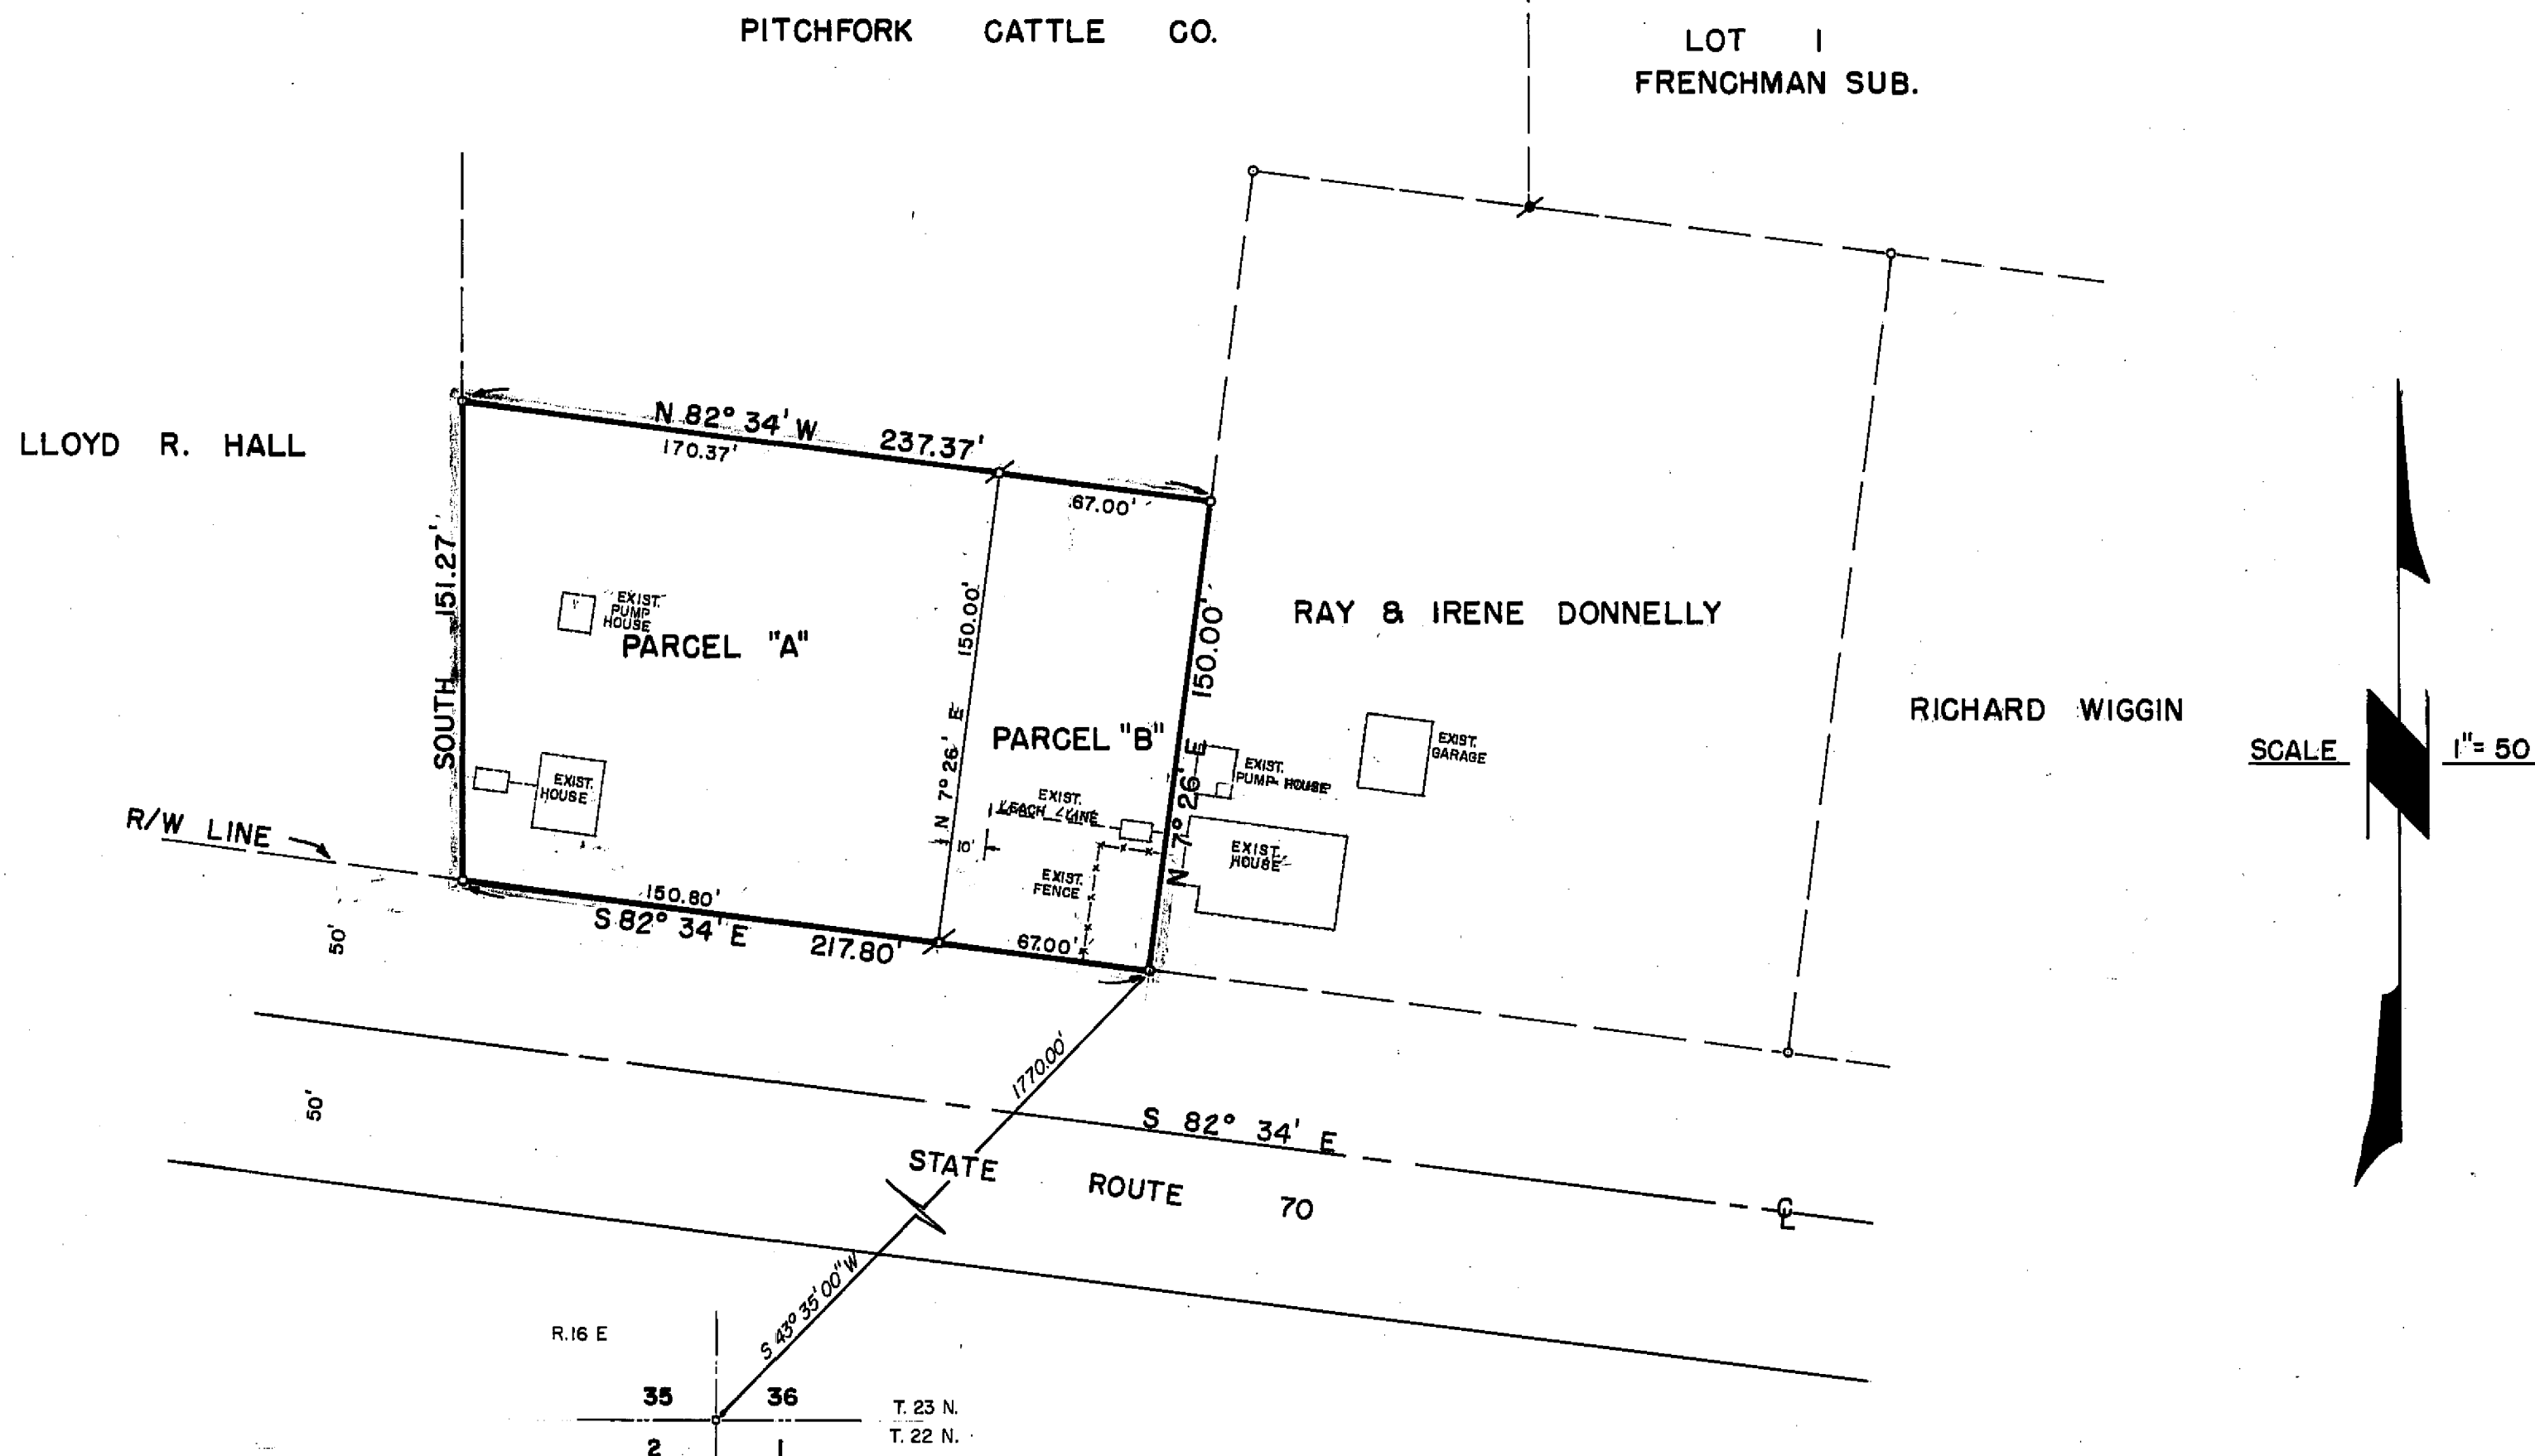 PITCHFORK CATTLE CO.
LOT 1
FRENCHMAN SUB.
LLOYD R. HALL
N 82° 34' W 237.37'
170.37'
67.00'
SOUTH 151.27'
EXIST.
PUMP
HOUSE
PARCEL "A"
150.00'
N 7° 26' E
150.00'
N 7° 26' E
RAY & IRENE DONNELLY
RICHARD WIGGIN
PARCEL "B"
EXIST.
GARAGE
EXIST.
PUMP HOUSE
SCALE N 1"= 50
EXIST.
HOUSE
EXIST.
LEACH LINE
R/W LINE
10'
EXIST.
HOUSE
EXIST.
FENCE
150.80'
S 82° 34' E 217.80'
67.00'
50'
50'
1770.00'
S 82° 34' E
STATE ROUTE 70
CL
S 43° 35' 00" W
R.16 E
35 36
T. 23 N.
T. 22 N.
2 1